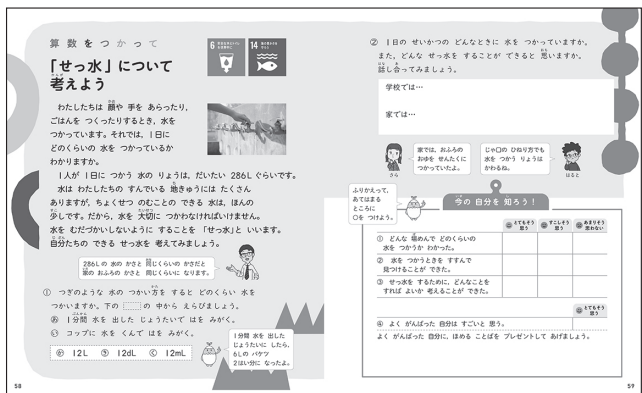 算数をつかって
「せっ水」について
考えよう
6
14
わたしたちは 顔や 手を あらったり、
ごはんを つくったりするとき、水を
つかっています。それでは、1日に
どのくらいの 水を つかっているか
わかりますか。
1人が 1日に つかう 水の りょうは、だいたい 286Lぐらいです。
水は わたしたちの すんでいる 地きゅうには たくさん
ありますが、ちょくせつ のむことの できる 水は、ほんの
少しです。だから、水を 大切に つかわなければいけません。
水を むだづかいしないように することを 「せっ水」と いいます。
自分たちの できる せっ水を 考えてみましょう。
286Lの 水の かさと 同じくらいの かさだと
家の おふろの かさと 同じくらいに なります。
① つぎのような 水の つかい方を すると どのくらい 水を
つかいますか。下の の 中から えらびましょう。
あ 1分間 水を 出した じょうたいで はを みがく。
い コップに 水を くんで はを みがく。
か 12L き 12dL く 12mL
1分間 水を 出した
じょうたいに したら、
6Lの バケツ
2はい分に なったよ。
58
② 1日の せいかつの どんなときに 水を つかっていますか。
また、どんな せっ水を することが できると 思いますか。
話し合ってみましょう。
学校では…
家では…
家では、おふろの
おゆを せんたくに
つかっていたよ。
さら
じゃ口の ひねり方でも
水を つかう りょうは
かわるね。
はると
ふりかえって、
あてはまる
ところに
○を つけよう。
今の 自分を 知ろう!
とてもそう
思う
すこしそう
思う
あまりそう
思わない
① どんな 場めんで どのくらいの
水を つかうか わかった。
② 水を つかうときを すすんで
見つけることが できた。
③ せっ水を するために、どんなことを
すれば よいか 考えることが できた。
とてもそう
思う
④ よく がんばった 自分は すごいと 思う。
よく がんばった 自分に、ほめる ことばを プレゼントして あげましょう。
59